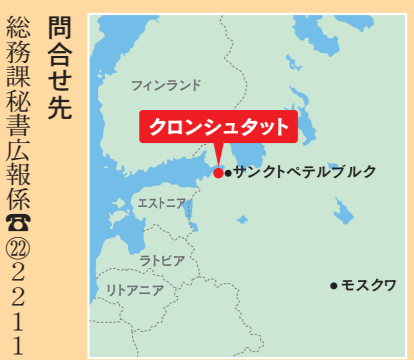 問合せ先
総務課秘書広報係☎㉒2211
フィンランド
クロンシュタット
サンクトペテルブルク
エストニア
ラトビア
リトアニア
モスクワ